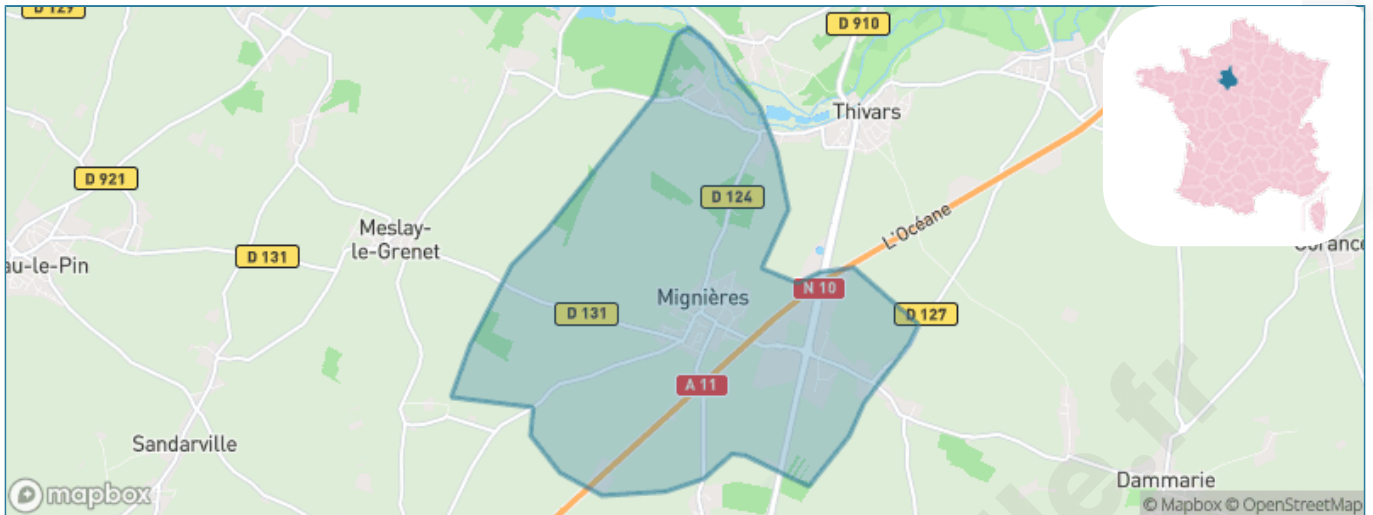 D 129
D 910
Thivars
D 921
D 124
L'Océane
Meslay-
le-Grenet
au-le-Pin
D 131
Mignières
N 10
D 131
D 127
A 11
Sandarville
Dammarie
mapbox
© Mapbox © OpenStreetMap